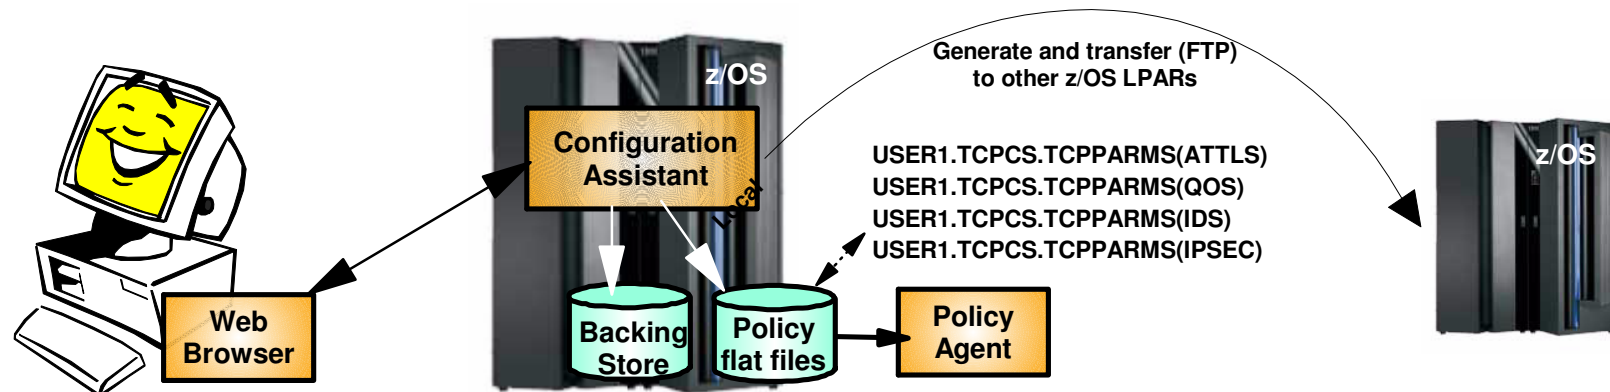 Generate and transfer (FTP)
to other z/OS LPARs
z/OS
Configuration
Assistant
Local
USER1.TCPCS.TCPPARMS(ATTLS)
USER1.TCPCS.TCPPARMS(QOS)
USER1.TCPCS.TCPPARMS(IDS)
USER1.TCPCS.TCPPARMS(IPSEC)
z/OS
Web
Browser
Backing
Store
Policy
flat files
Policy
Agent